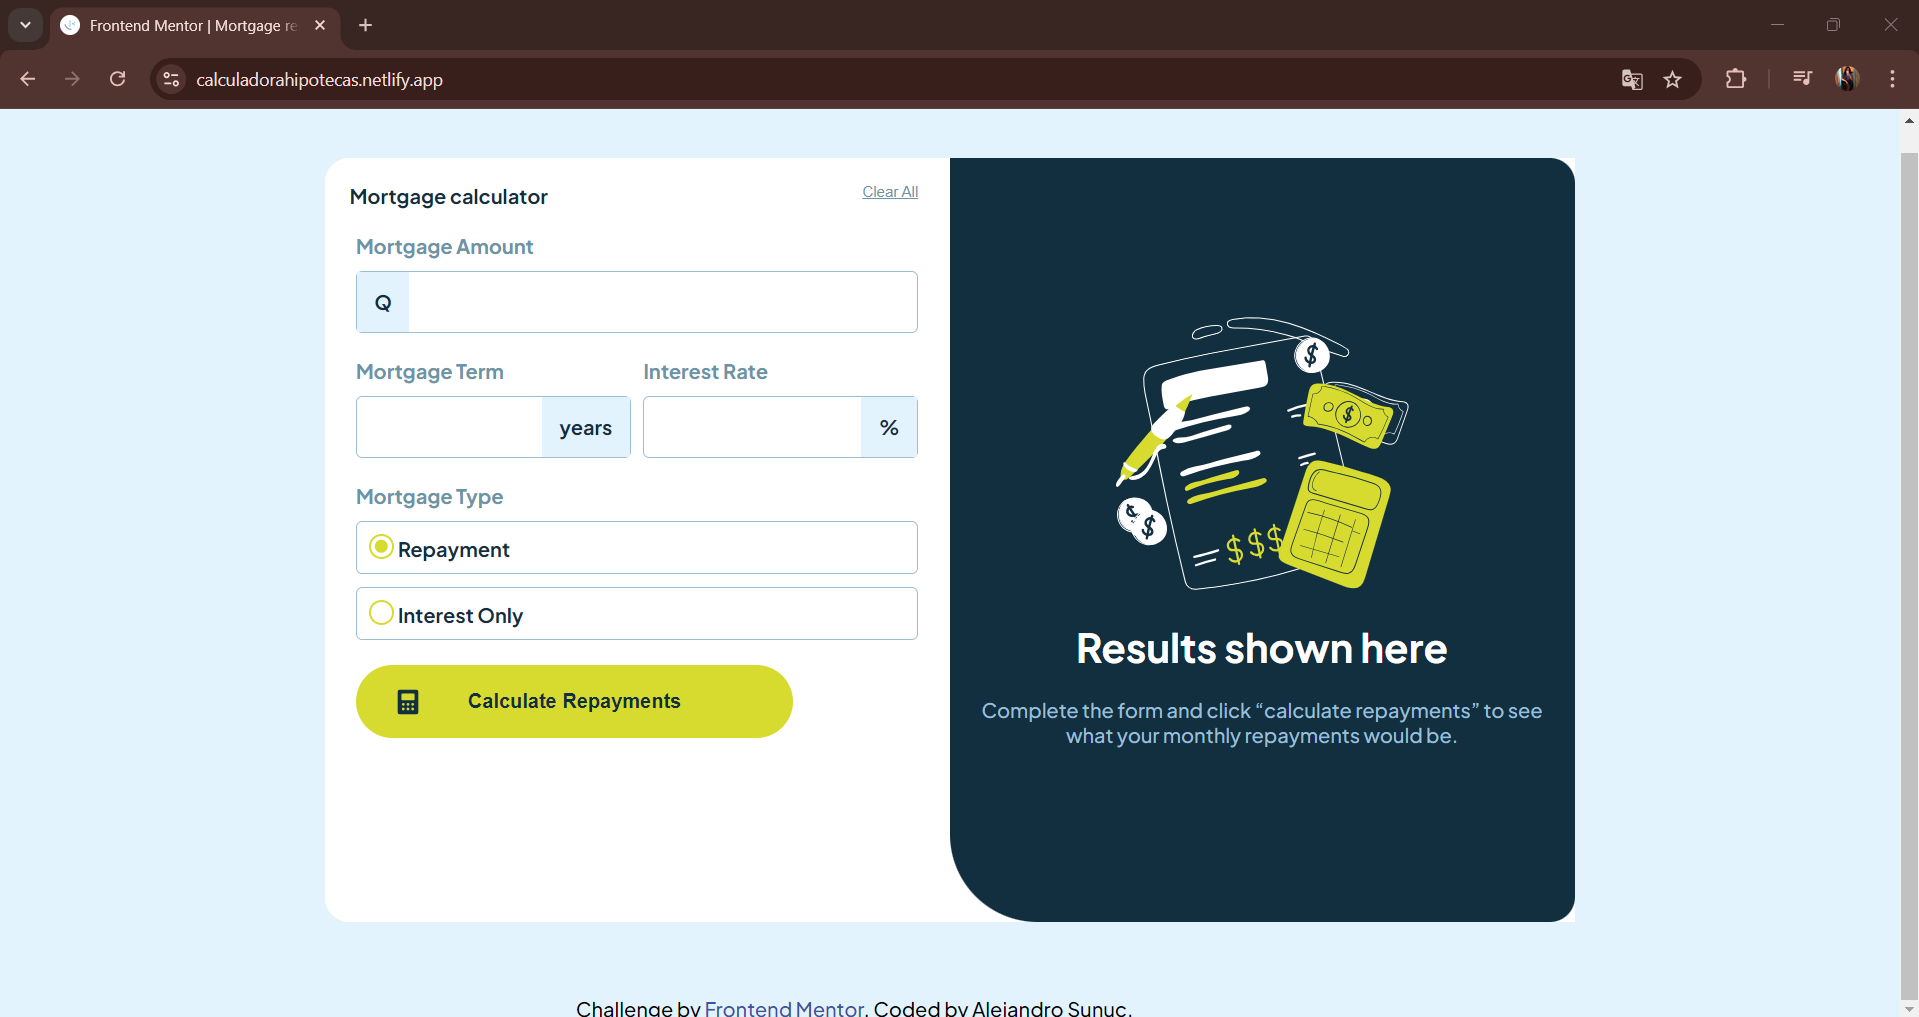 Frontend Mentor | Mortgage re
calculadorahipotecas.netlify.app
Mortgage calculator
Clear All
Mortgage Amount
Q
Mortgage Term
Interest Rate
years
%
Mortgage Type
Repayment
Interest Only
Calculate Repayments
$
$
$
$
$$$
Results shown here
Complete the form and click “calculate repayments” to see
what your monthly repayments would be.
Challenge by Frontend Mentor. Coded by Alejandro Sunuc.